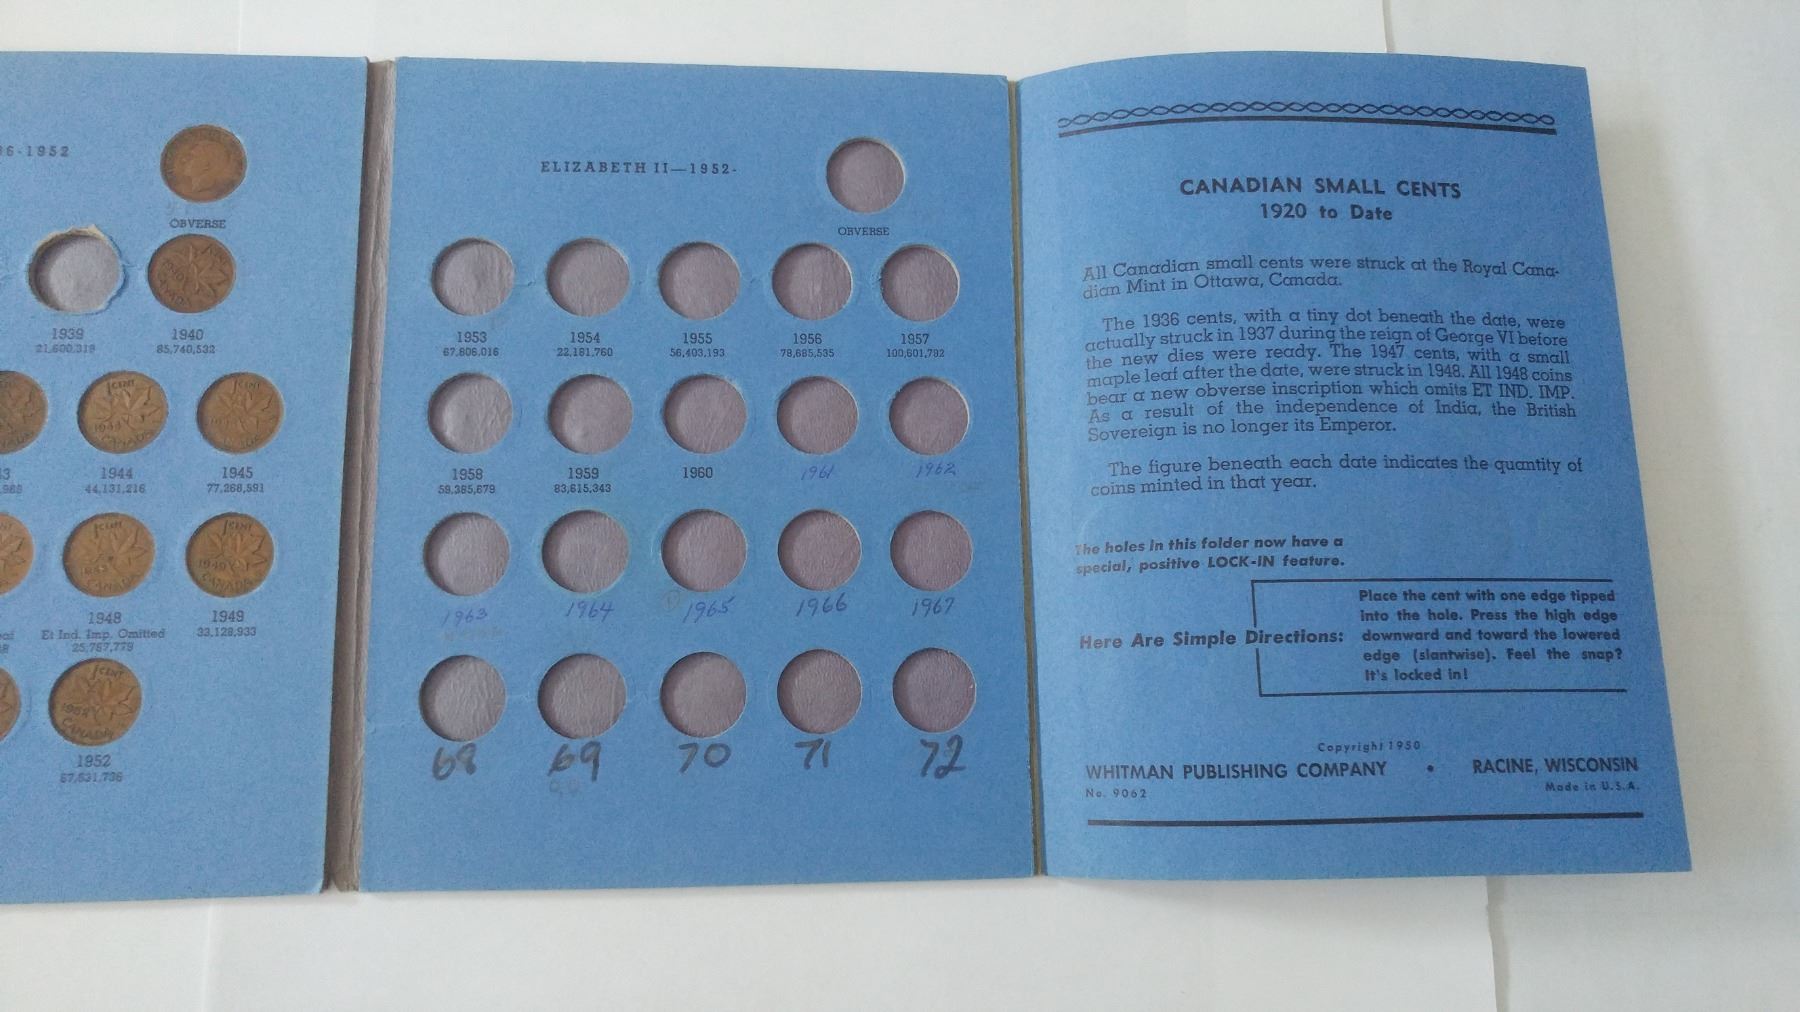 6-1952
OBVERSE
1939
21,600,319
1940
85,740,532
1944
44,131,216
1945
77,268,591
1948
Et Ind. Imp. Omitted
25,767,779
1949
33,128,933
1952
67,631,736
ELIZABETH II—1952-
OBVERSE
1953
67,806,016
1954
22,181,760
1955
56,403,193
1956
78,685,535
1957
100,601,792
1958
59,385,679
1959
83,615,343
1960
1961
1962
1963
1964
1965
1966
1967
68
69
70
71
72
CANADIAN SMALL CENTS
1920 to Date
All Canadian small cents were struck at the Royal Cana-
dian Mint in Ottawa, Canada.
The 1936 cents, with a tiny dot beneath the date, were
actually struck in 1937 during the reign of George VI before
the new dies were ready. The 1947 cents, with a small
maple leaf after the date, were struck in 1948. All 1948 coins
bear a new obverse inscription which omits ET IND. IMP.
As a result of the independence of India, the British
Sovereign is no longer its Emperor.
The figure beneath each date indicates the quantity of
coins minted in that year.
The holes in this folder now have a
special, positive LOCK-IN feature.
Here Are Simple Directions:
Place the cent with one edge tipped
into the hole. Press the high edge
downward and toward the lowered
edge (slantwise). Feel the snap?
It's locked in!
Copyright 1950
WHITMAN PUBLISHING COMPANY • RACINE, WISCONSIN
No. 9062
Made in U.S.A.